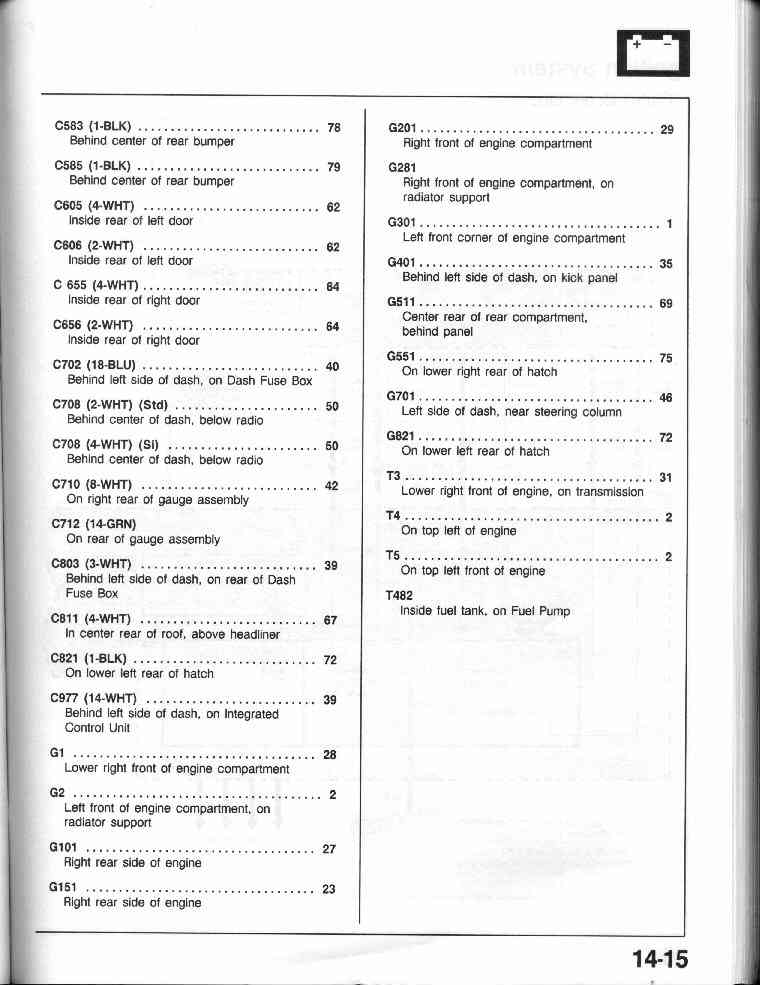 + −
C583 (1-BLK) ............................ 78
Behind center of rear bumper
C585 (1-BLK) ............................ 79
Behind center of rear bumper
C605 (4-WHT) ........................... 62
Inside rear of left door
C606 (2-WHT) ........................... 62
Inside rear of left door
C 655 (4-WHT) ........................... 64
Inside rear of right door
C656 (2-WHT) ........................... 64
Inside rear of right door
C702 (18-BLU) ........................... 40
Behind left side of dash, on Dash Fuse Box
C708 (2-WHT) (Std) ...................... 50
Behind center of dash, below radio
C708 (4-WHT) (Si) ....................... 50
Behind center of dash, below radio
C710 (8-WHT) ........................... 42
On right rear of gauge assembly
C712 (14-GRN)
On rear of gauge assembly
C803 (3-WHT) ........................... 39
Behind left side of dash, on rear of Dash
Fuse Box
C811 (4-WHT) ........................... 67
In center rear of roof, above headliner
C821 (1-BLK) ............................ 72
On lower left rear of hatch
C977 (14-WHT) .......................... 39
Behind left side of dash, on Integrated
Control Unit
G1 ..................................... 28
Lower right front of engine compartment
G2 ...................................... 2
Left front of engine compartment, on
radiator support
G101 ................................... 27
Right rear side of engine
G151 ................................... 23
Right rear side of engine
G201 .................................... 29
Right front of engine compartment
G281
Right front of engine compartment, on
radiator support
G301 ..................................... 1
Left front corner of engine compartment
G401 .................................... 35
Behind left side of dash, on kick panel
G511 .................................... 69
Center rear of rear compartment,
behind panel
G551 .................................... 75
On lower right rear of hatch
G701 .................................... 46
Left side of dash, near steering column
G821 .................................... 72
On lower left rear of hatch
T3 ...................................... 31
Lower right front of engine, on transmission
T4 ....................................... 2
On top left of engine
T5 ....................................... 2
On top left front of engine
T482
Inside fuel tank, on Fuel Pump
14-15